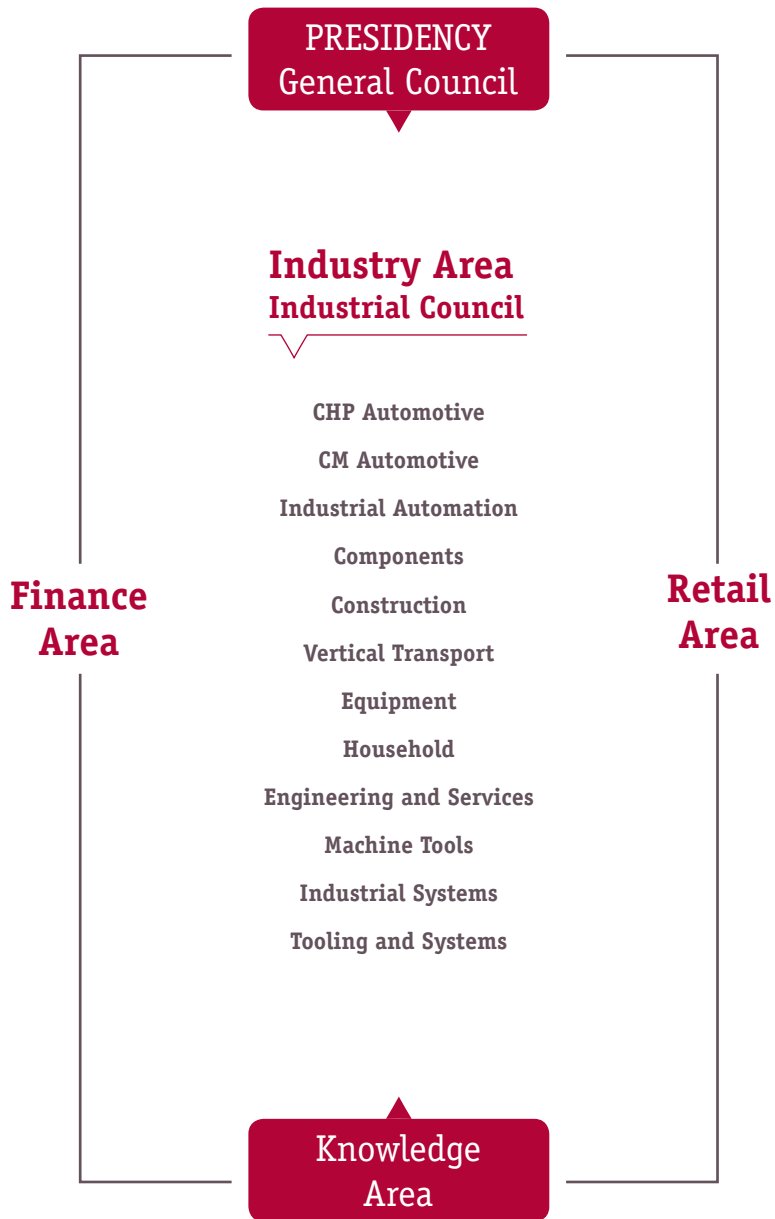 PRESIDENCY
General Council
Industry Area
Industrial Council
CHP Automotive
CM Automotive
Industrial Automation
Components
Construction
Vertical Transport
Equipment
Household
Engineering and Services
Machine Tools
Industrial Systems
Tooling and Systems
Finance
Area
Retail
Area
Knowledge
Area